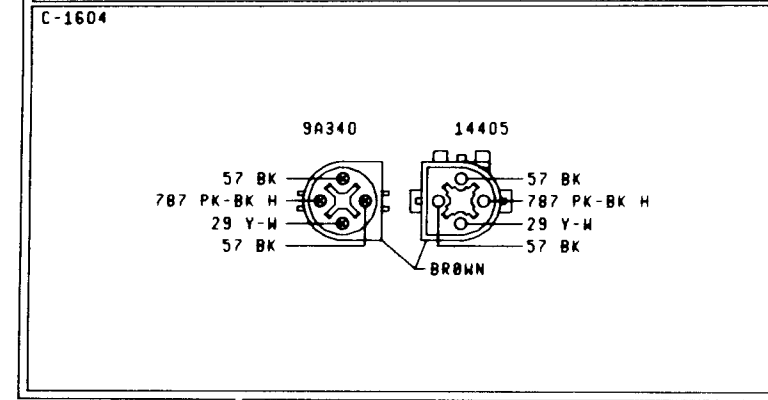 C-1604
9A340
14405
57 BK
787 PK-BK H
29 Y-W
57 BK
57 BK
787 PK-BK H
29 Y-W
57 BK
BROWN